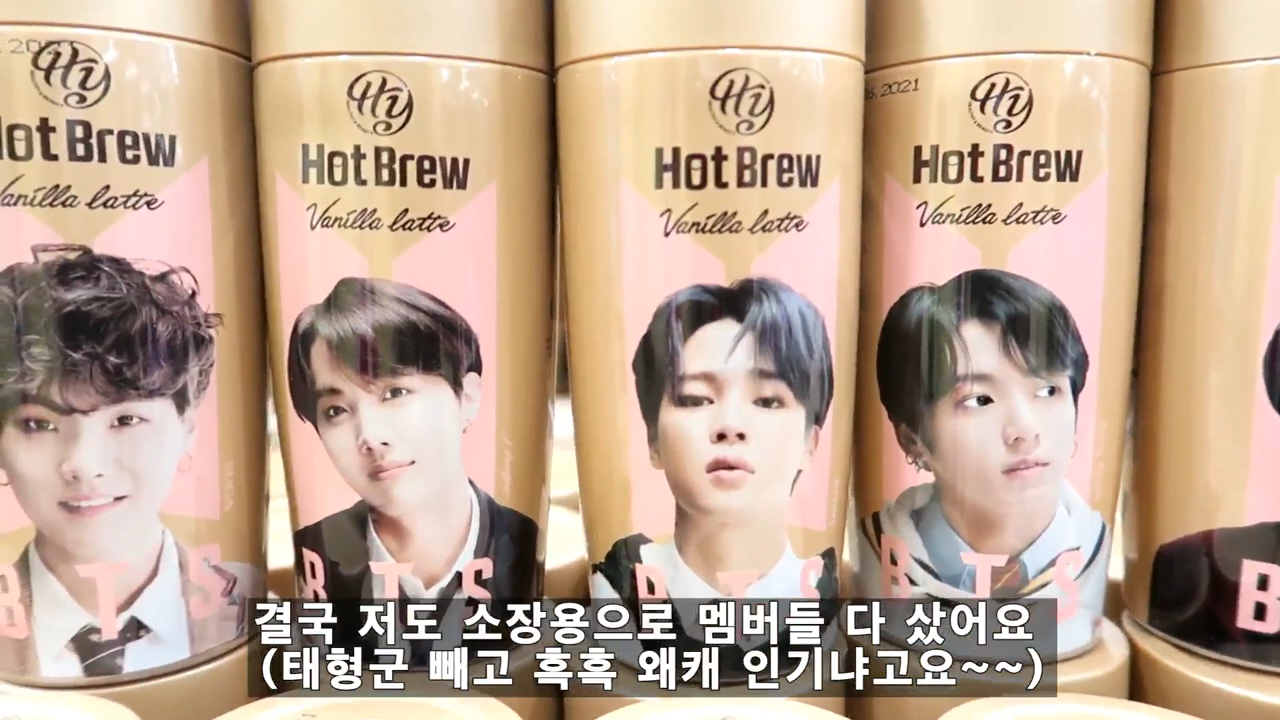 Hy
Hot Brew
Vanilla latte
BTS
Hy
Hot Brew
Vanilla latte
BTS
Hy
Hot Brew
Vanilla latte
BTS
2021
Hy
Hot Brew
Vanilla latte
BTS
B
결국 저도 소장용으로 멤버들 다 샀어요
(태형군 빼고 흑흑 왜캐 인기냐고요~~)